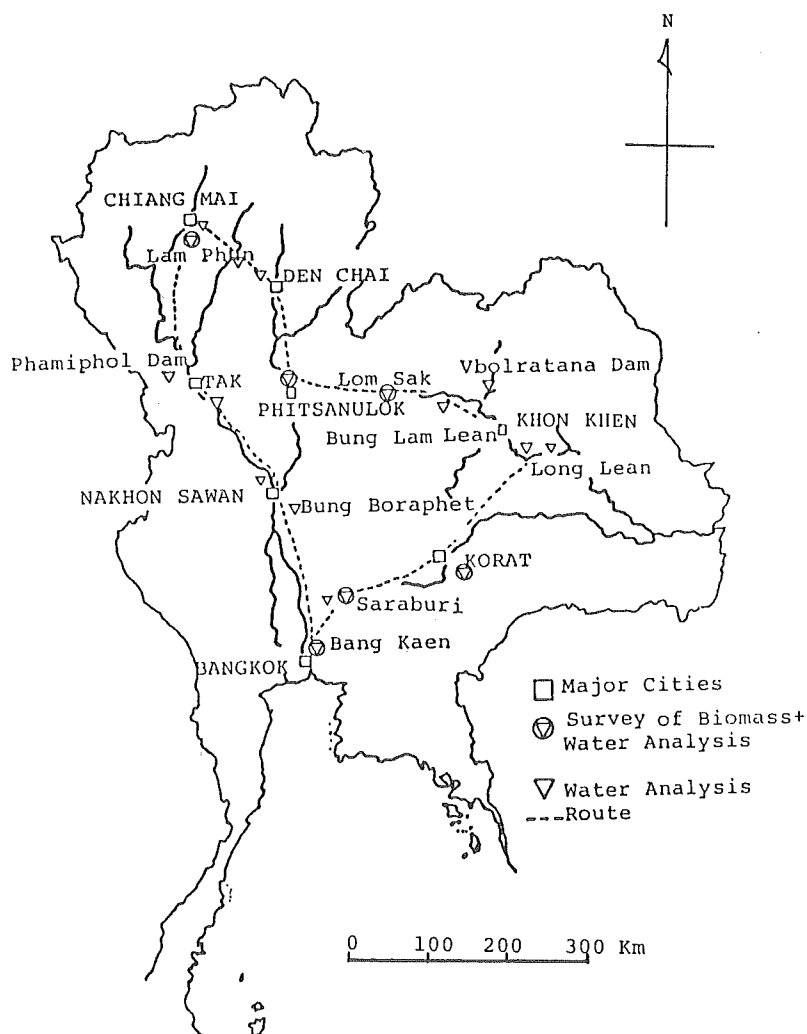 N
CHIANG MAI
Lam Phun
DEN CHAI
Phamiphol Dam
TAK
Lom Sak
Vbolratana Dam
PHITSANULOK
KHON KHEN
Bung Lam Lean
Long Lean
NAKHON SAWAN
Bung Boraphet
KORAT
Saraburi
Bang Kaen
BANGKOK
Major Cities
Survey of Biomass+
Water Analysis
Water Analysis
Route
0 100 200 300 Km